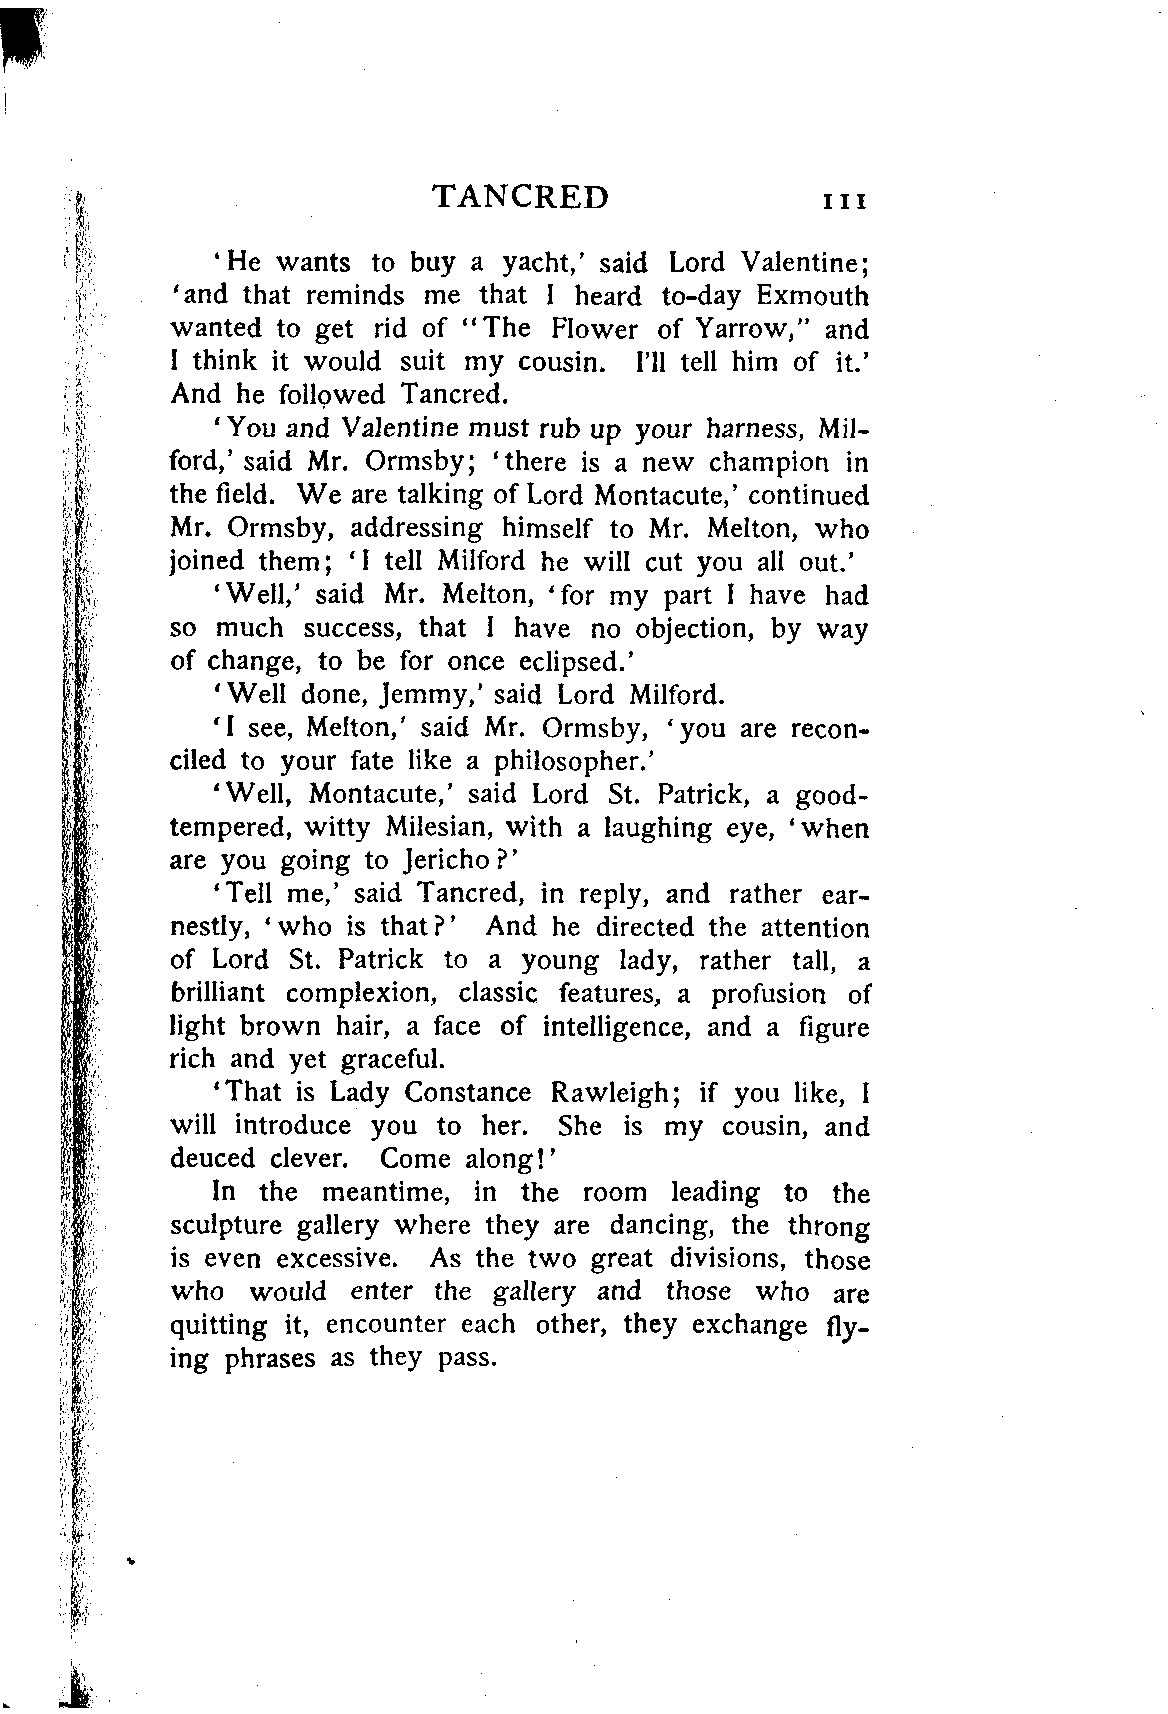 TANCRED 111
'He wants to buy a yacht,' said Lord Valentine;
'and that reminds me that I heard to-day Exmouth
wanted to get rid of "The Flower of Yarrow," and
I think it would suit my cousin. I'll tell him of it.'
And he followed Tancred.
'You and Valentine must rub up your harness, Mil-
ford,' said Mr. Ormsby; 'there is a new champion in
the field. We are talking of Lord Montacute,' continued
Mr. Ormsby, addressing himself to Mr. Melton, who
joined them; 'I tell Milford he will cut you all out.'
'Well,' said Mr. Melton, 'for my part I have had
so much success, that I have no objection, by way
of change, to be for once eclipsed.'
'Well done, Jemmy,' said Lord Milford.
'I see, Melton,' said Mr. Ormsby, 'you are recon-
ciled to your fate like a philosopher.'
'Well, Montacute,' said Lord St. Patrick, a good-
tempered, witty Milesian, with a laughing eye, 'when
are you going to Jericho?'
'Tell me,' said Tancred, in reply, and rather ear-
nestly, 'who is that?' And he directed the attention
of Lord St. Patrick to a young lady, rather tall, a
brilliant complexion, classic features, a profusion of
light brown hair, a face of intelligence, and a figure
rich and yet graceful.
'That is Lady Constance Rawleigh; if you like, I
will introduce you to her. She is my cousin, and
deuced clever. Come along!'
In the meantime, in the room leading to the
sculpture gallery where they are dancing, the throng
is even excessive. As the two great divisions, those
who would enter the gallery and those who are
quitting it, encounter each other, they exchange fly-
ing phrases as they pass.